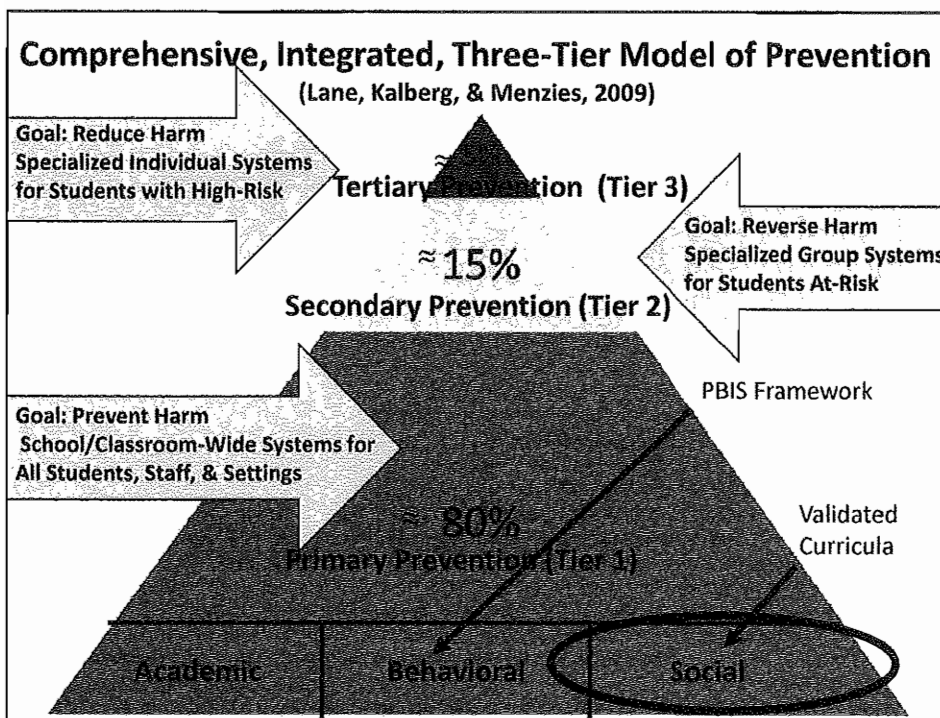 Comprehensive, Integrated, Three-Tier Model of Prevention
(Lane, Kalberg, & Menzies, 2009)
Goal: Reduce Harm
Specialized Individual Systems
for Students with High-Risk
≈
Tertiary Prevention (Tier 3)
Goal: Reverse Harm
Specialized Group Systems
for Students At-Risk
≈ 15%
Secondary Prevention (Tier 2)
PBIS Framework
Goal: Prevent Harm
School/Classroom-Wide Systems for
All Students, Staff, & Settings
≈ 80%
Primary Prevention (Tier 1)
Validated
Curricula
Academic
Behavioral
Social